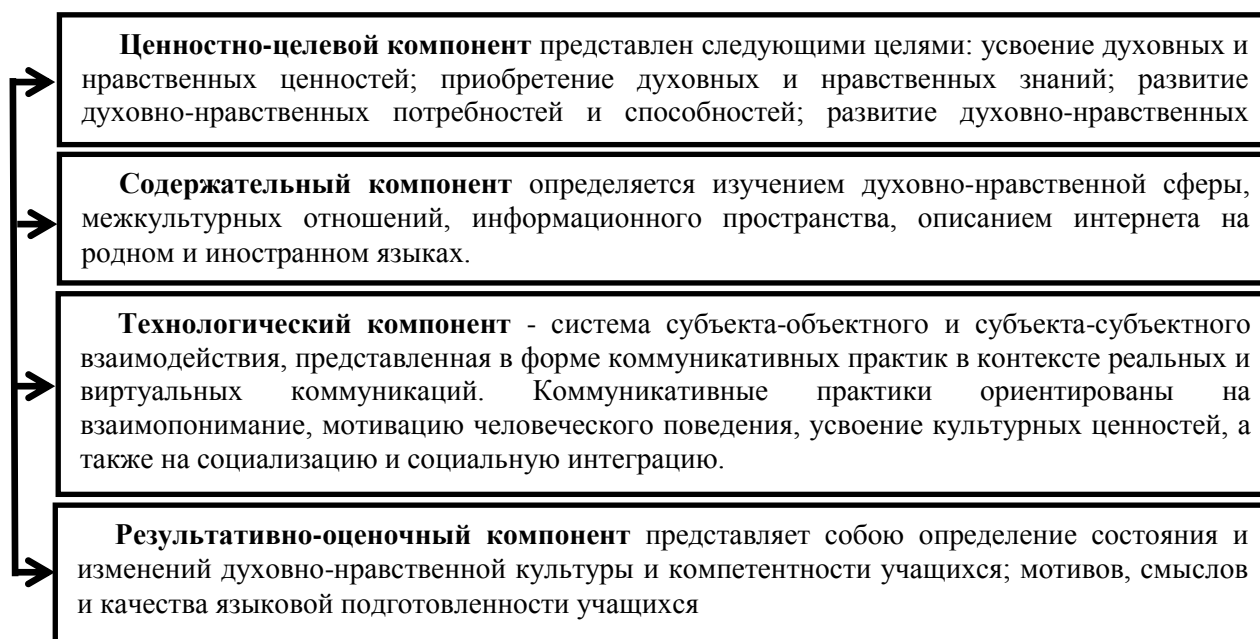 Ценностно-целевой компонент представлен следующими целями: усвоение духовных и
нравственных ценностей; приобретение духовных и нравственных знаний; развитие
духовно-нравственных потребностей и способностей; развитие духовно-нравственных
Содержательный компонент определяется изучением духовно-нравственной сферы,
межкультурных отношений, информационного пространства, описанием интернета на
родном и иностранном языках.
Технологический компонент - система субъекта-объектного и субъекта-субъектного
взаимодействия, представленная в форме коммуникативных практик в контексте реальных и
виртуальных коммуникаций. Коммуникативные практики ориентированы на
взаимопонимание, мотивацию человеческого поведения, усвоение культурных ценностей, а
также на социализацию и социальную интеграцию.
Результативно-оценочный компонент представляет собою определение состояния и
изменений духовно-нравственной культуры и компетентности учащихся; мотивов, смыслов
и качества языковой подготовленности учащихся